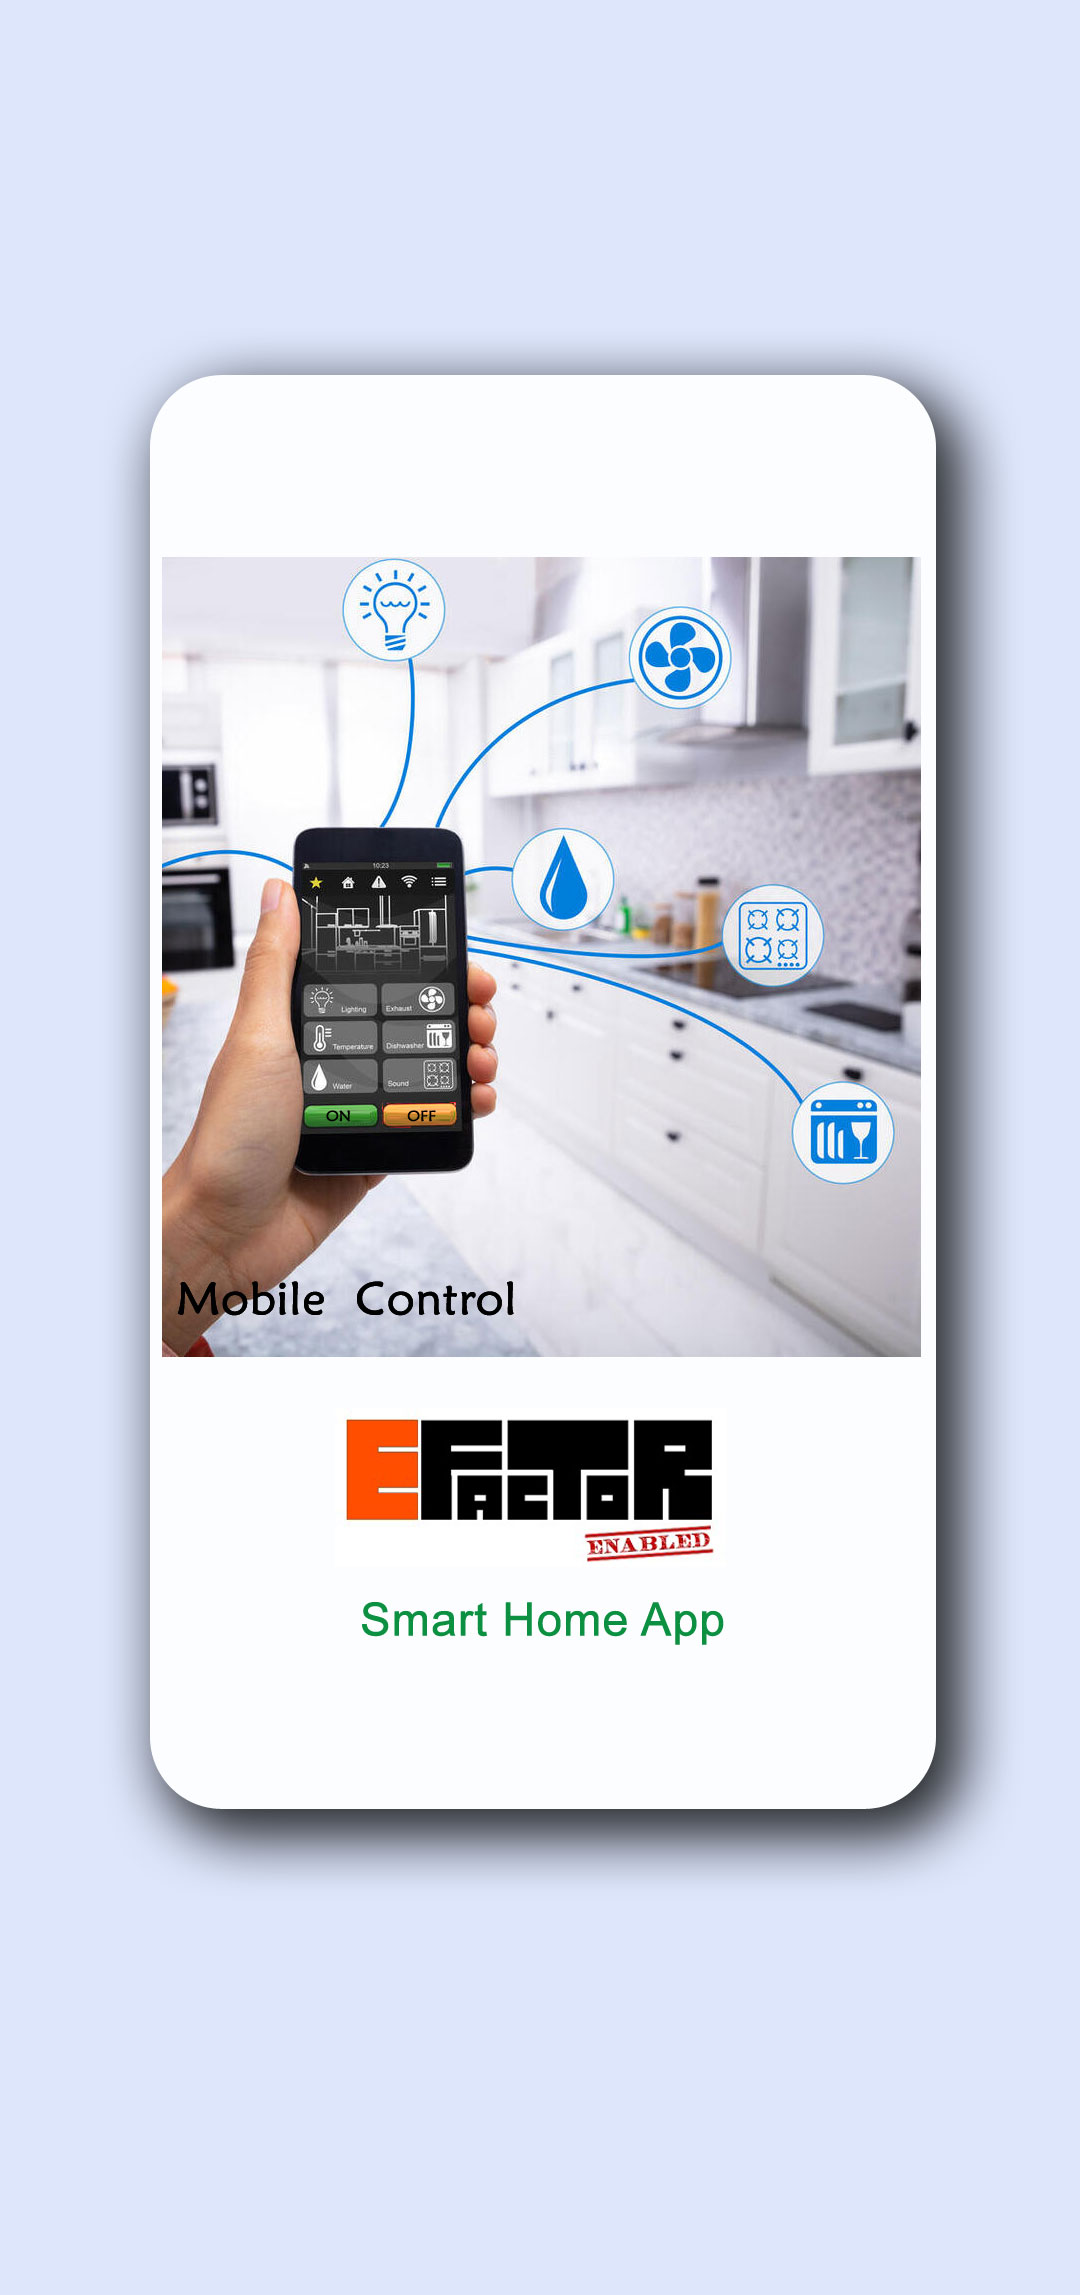 10:23
Lighting
Exhaust
Temperature
Dishwasher
Water
Sound
ON
OFF
Mobile Control
EFACTOR
ENABLED
Smart Home App